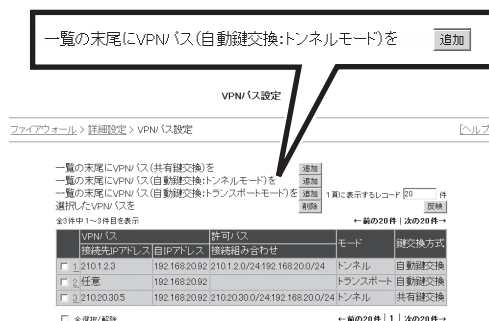 一覧の末尾にVPNパス(自動鍵交換:トンネルモード)を 追加
VPNパス設定
ファイアウォール > 詳細設定 > VPNパス設定 [ヘルプ
一覧の末尾にVPNパス(共有鍵交換)を 追加
一覧の末尾にVPNパス(自動鍵交換:トンネルモード)を 追加
一覧の末尾にVPNパス(自動鍵交換:トランスポートモード)を 追加 1頁に表示するレコード 20 件
選択したVPNパスを 削除 反映
全3件中 1～3件目を表示 ←前の20件 | 次の20件→
VPNパス 許可パス モード 鍵交換方式
接続先IPアドレス 自IPアドレス 接続組み合わせ
1 210.1.2.3 192.168.20.92 210.1.2.0/24:192.168.20.0/24 トンネル 自動鍵交換
2 任意 192.168.20.92 トランスポート 自動鍵交換
3 210.20.30.5 192.168.20.92 210.20.30.0/24:192.168.20.0/24 トンネル 共有鍵交換
全選択/解除 ←前の20件 | 1 | 次の20件→